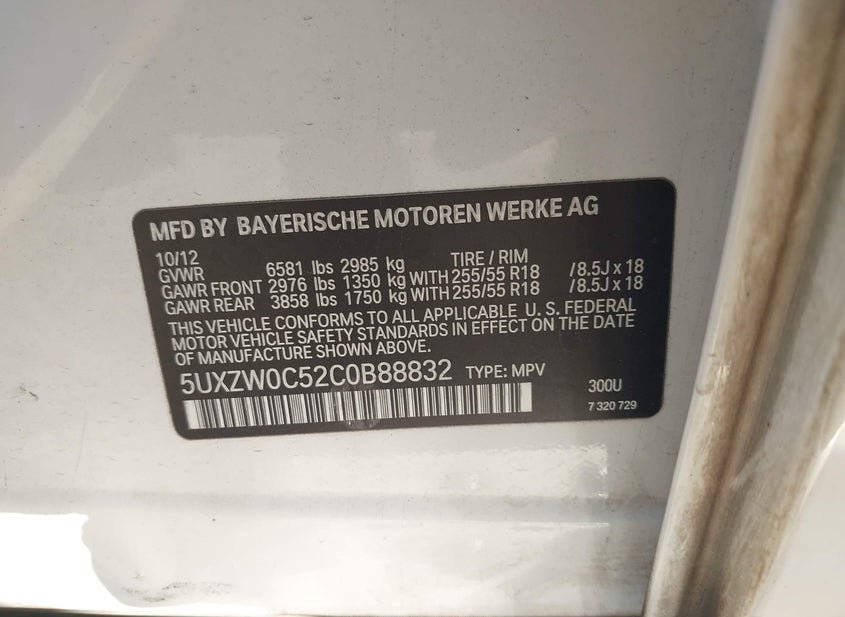 MFD BY BAYERISCHE MOTOREN WERKE AG
10/12
GVWR 6581 lbs 2985 kg TIRE / RIM
GAWR FRONT 2976 lbs 1350 kg WITH 255/55 R18 /8.5J x 18
GAWR REAR 3858 lbs 1750 kg WITH 255/55 R18 /8.5J x 18
THIS VEHICLE CONFORMS TO ALL APPLICABLE U. S. FEDERAL
MOTOR VEHICLE SAFETY STANDARDS IN EFFECT ON THE DATE
OF MANUFACTURE SHOWN ABOVE.
5UXZW0C52C0B88832 TYPE: MPV 300U
7 320 729